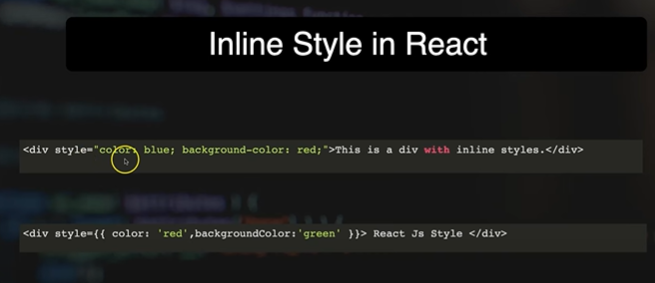 Inline Style in React
<div style="color: blue; background-color: red;">This is a div with inline styles.</div>
<div style={{ color: 'red',backgroundColor:'green' }}> React Js Style </div>